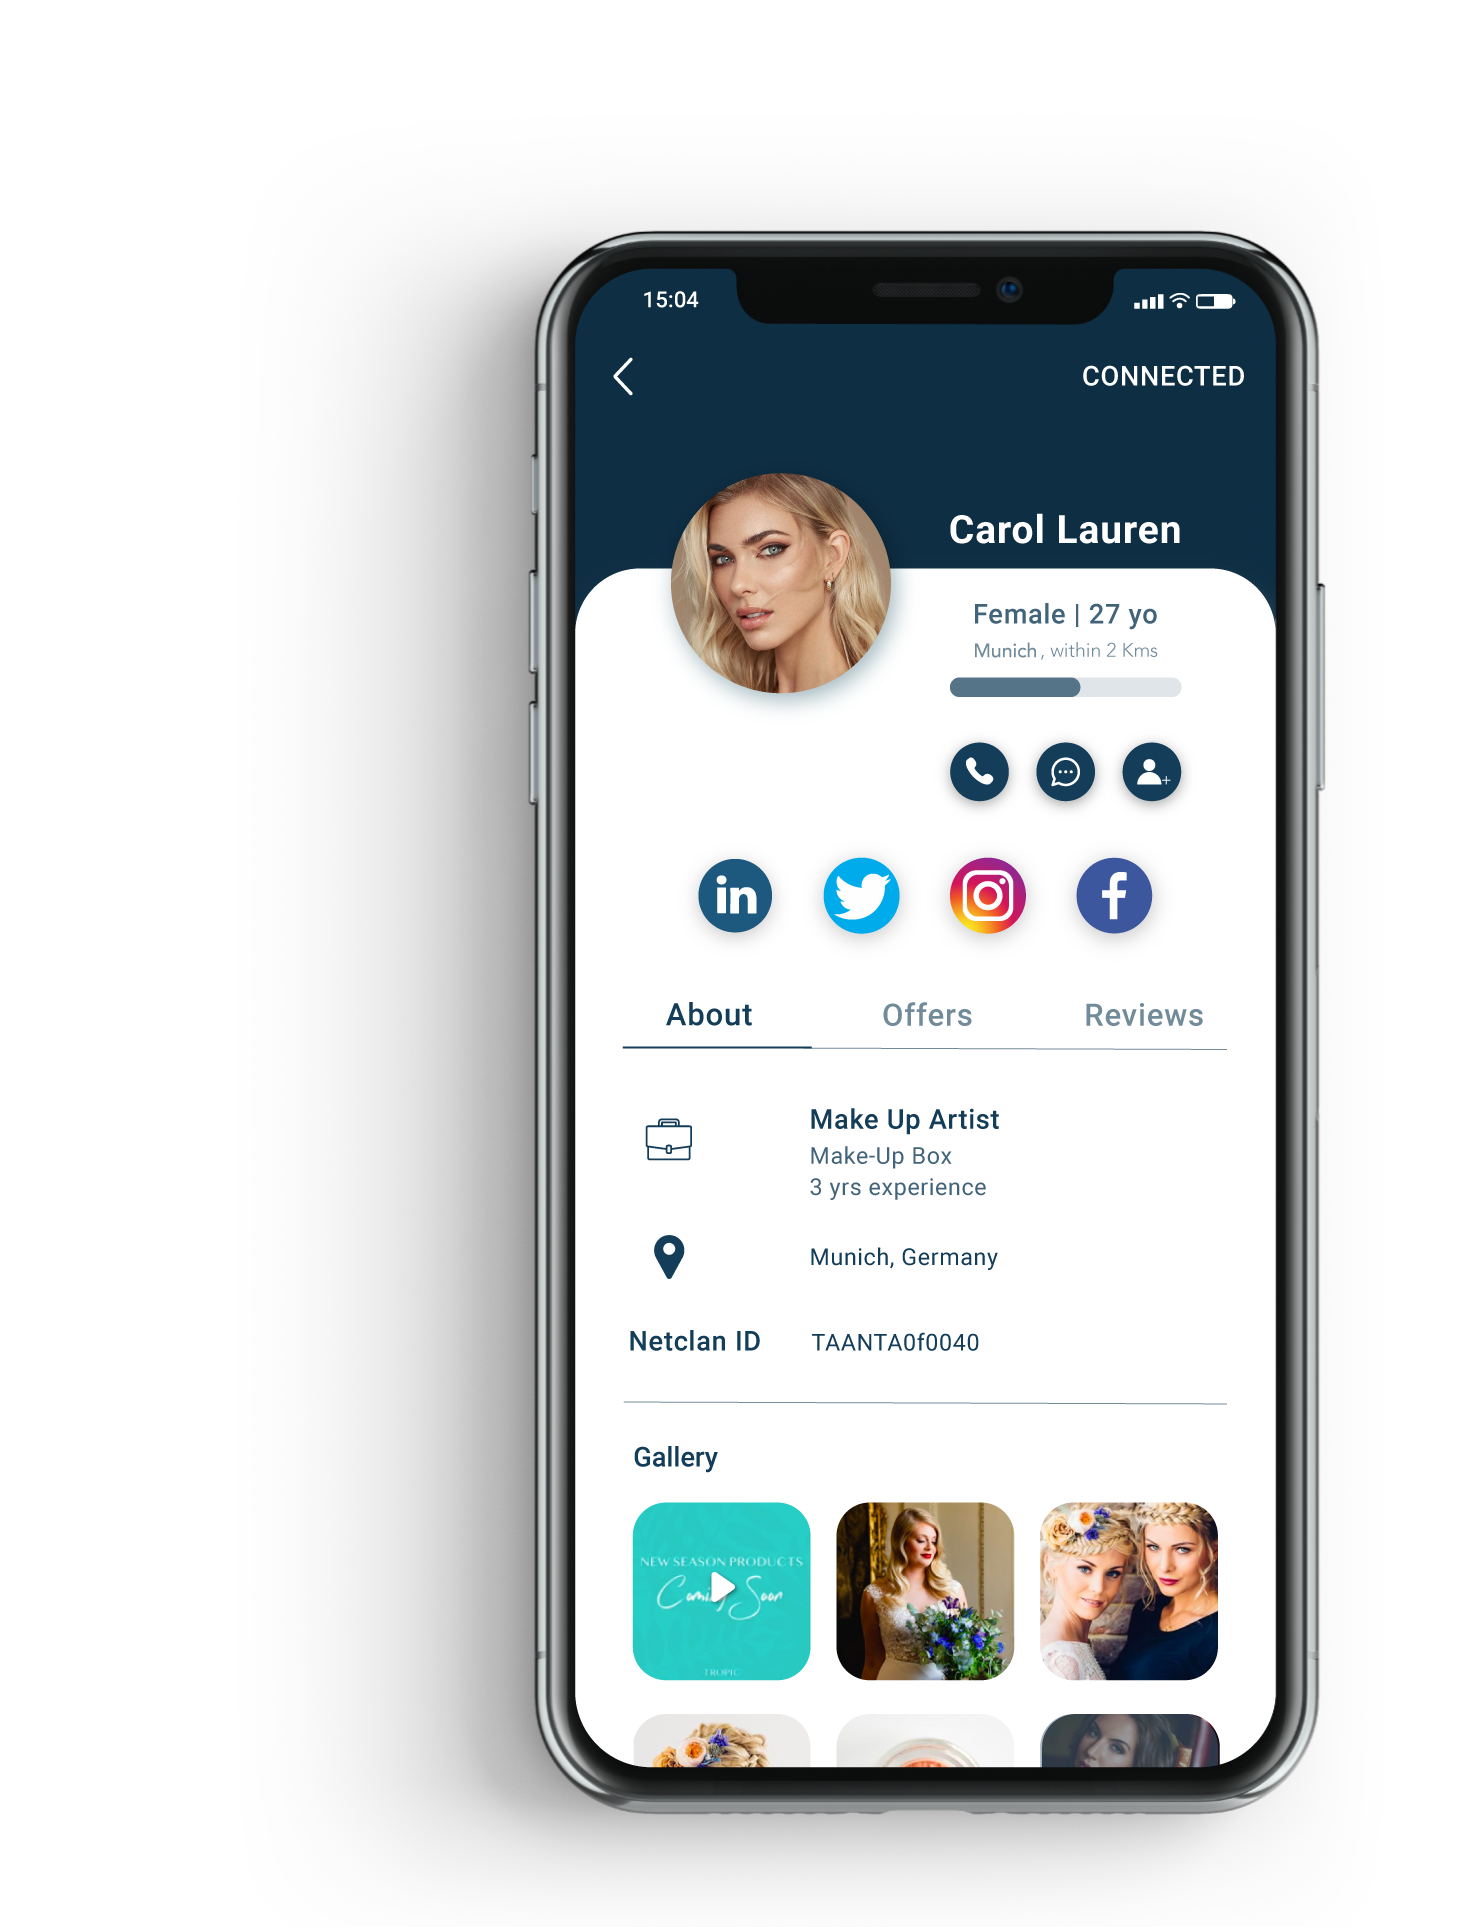 15:04
CONNECTED
Carol Lauren
Female | 27 yo
Munich , within 2 Kms
in
f
About Offers Reviews
Make Up Artist
Make-Up Box
3 yrs experience
Munich, Germany
Netclan ID TAANTA0f0040
Gallery
NEW SEASON PRODUCTS
Coming Soon
TROPIC